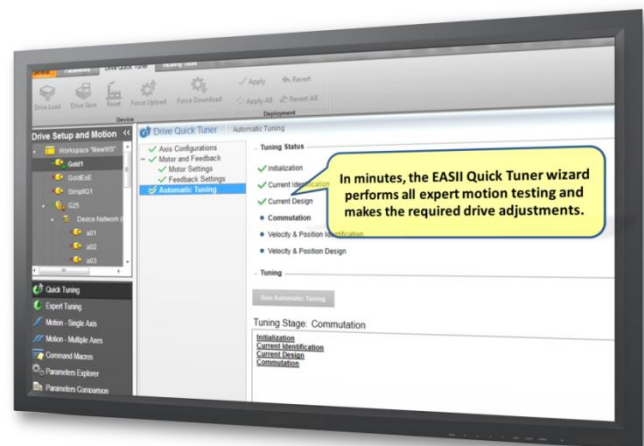 Parameters
Drive Quick Tuner
Drive Load Drive Save Reset Force Upload Force Download
Apply Revert
Apply All Revert All
Device
Deployment
Drive Setup and Motion
Workspace "NewWS"
Gold1
GoldEsE
SimplIQ1
G25
Device Network
a01
a02
a03
Quick Tuning
Expert Tuning
Motion - Single Axis
Motion - Multiple Axes
Command Macros
Parameters Explorer
Parameters Comparison
Drive Quick Tuner Automatic Tuning
Axis Configurations
Motor and Feedback
Motor Settings
Feedback Settings
Automatic Tuning
Tuning Status
Initialization
Current Identification
Current Design
Commutation
Velocity & Position Identification
Velocity & Position Design
In minutes, the EASII Quick Tuner wizard
performs all expert motion testing and
makes the required drive adjustments.
Tuning
Run Automatic Tuning
Tuning Stage: Commutation
Initialization
Current Identification
Current Design
Commutation